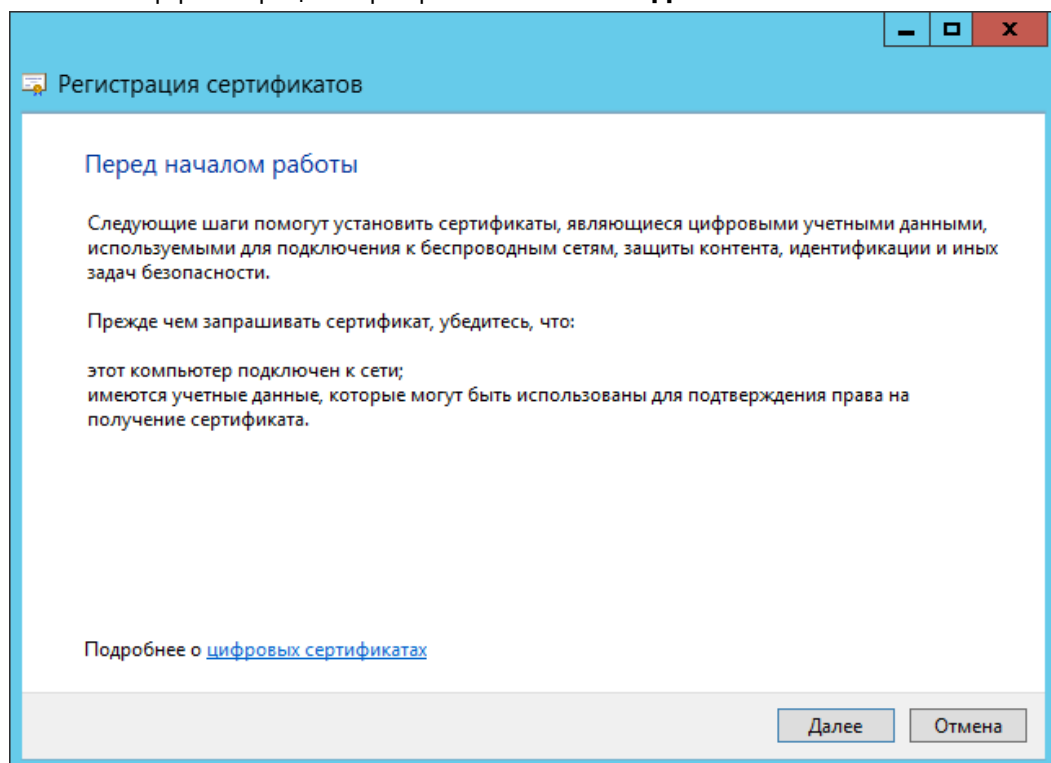 Регистрация сертификатов
Перед началом работы
Следующие шаги помогут установить сертификаты, являющиеся цифровыми учетными данными,
используемыми для подключения к беспроводным сетям, защиты контента, идентификации и иных
задач безопасности.
Прежде чем запрашивать сертификат, убедитесь, что:
этот компьютер подключен к сети;
имеются учетные данные, которые могут быть использованы для подтверждения права на
получение сертификата.
Подробнее о цифровых сертификатах
Далее Отмена